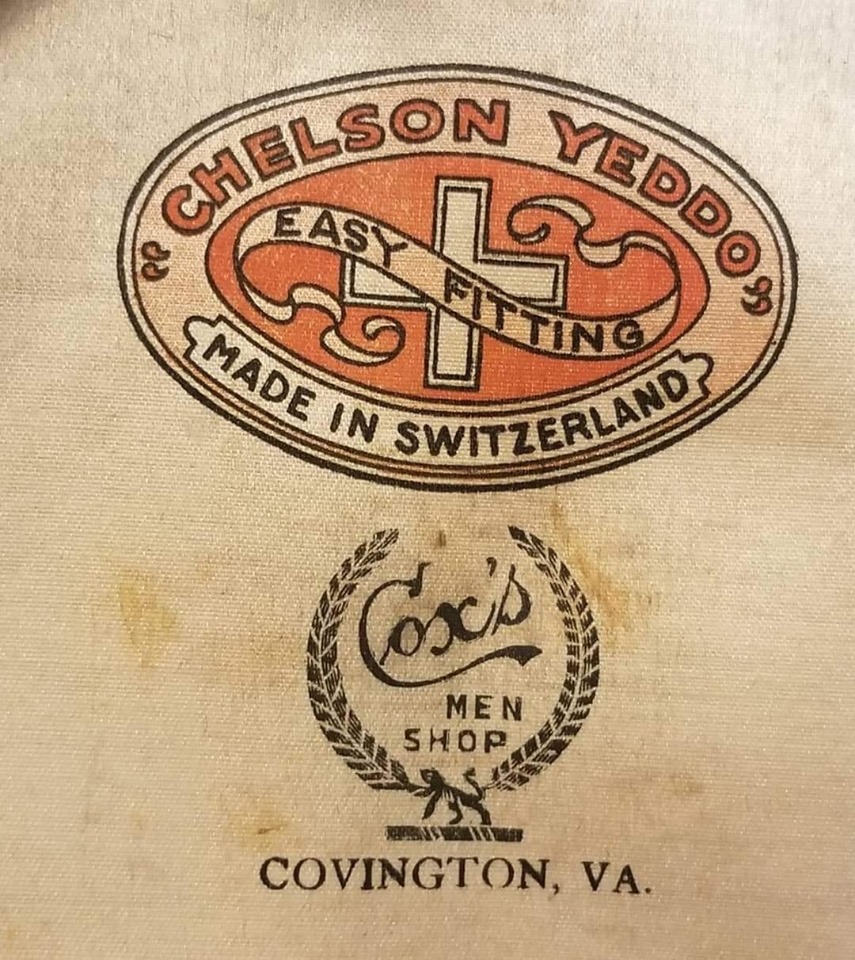 "CHELSON YEDDO"
EASY FITTING
MADE IN SWITZERLAND
Cox's
MEN
SHOP
COVINGTON, VA.